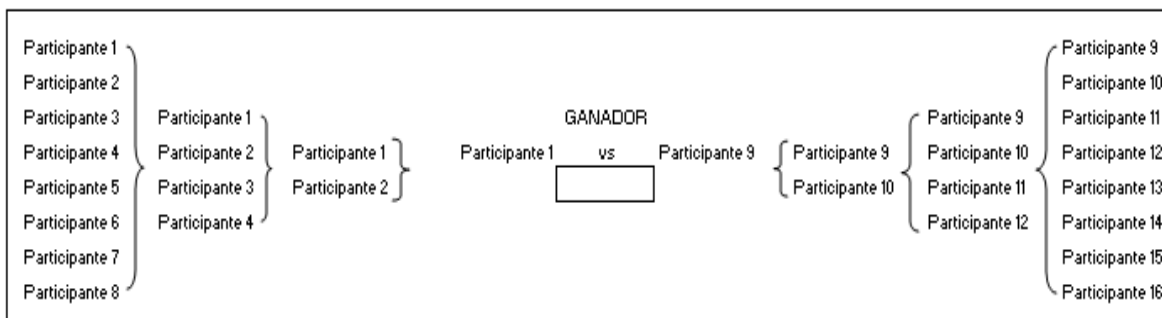 Participante 1
Participante 2
Participante 3
Participante 4
Participante 5
Participante 6
Participante 7
Participante 8
Participante 1
Participante 2
Participante 3
Participante 4
Participante 1
Participante 2
GANADOR
Participante 1 vs Participante 9
Participante 9
Participante 10
Participante 9
Participante 10
Participante 11
Participante 12
Participante 9
Participante 10
Participante 11
Participante 12
Participante 13
Participante 14
Participante 15
Participante 16